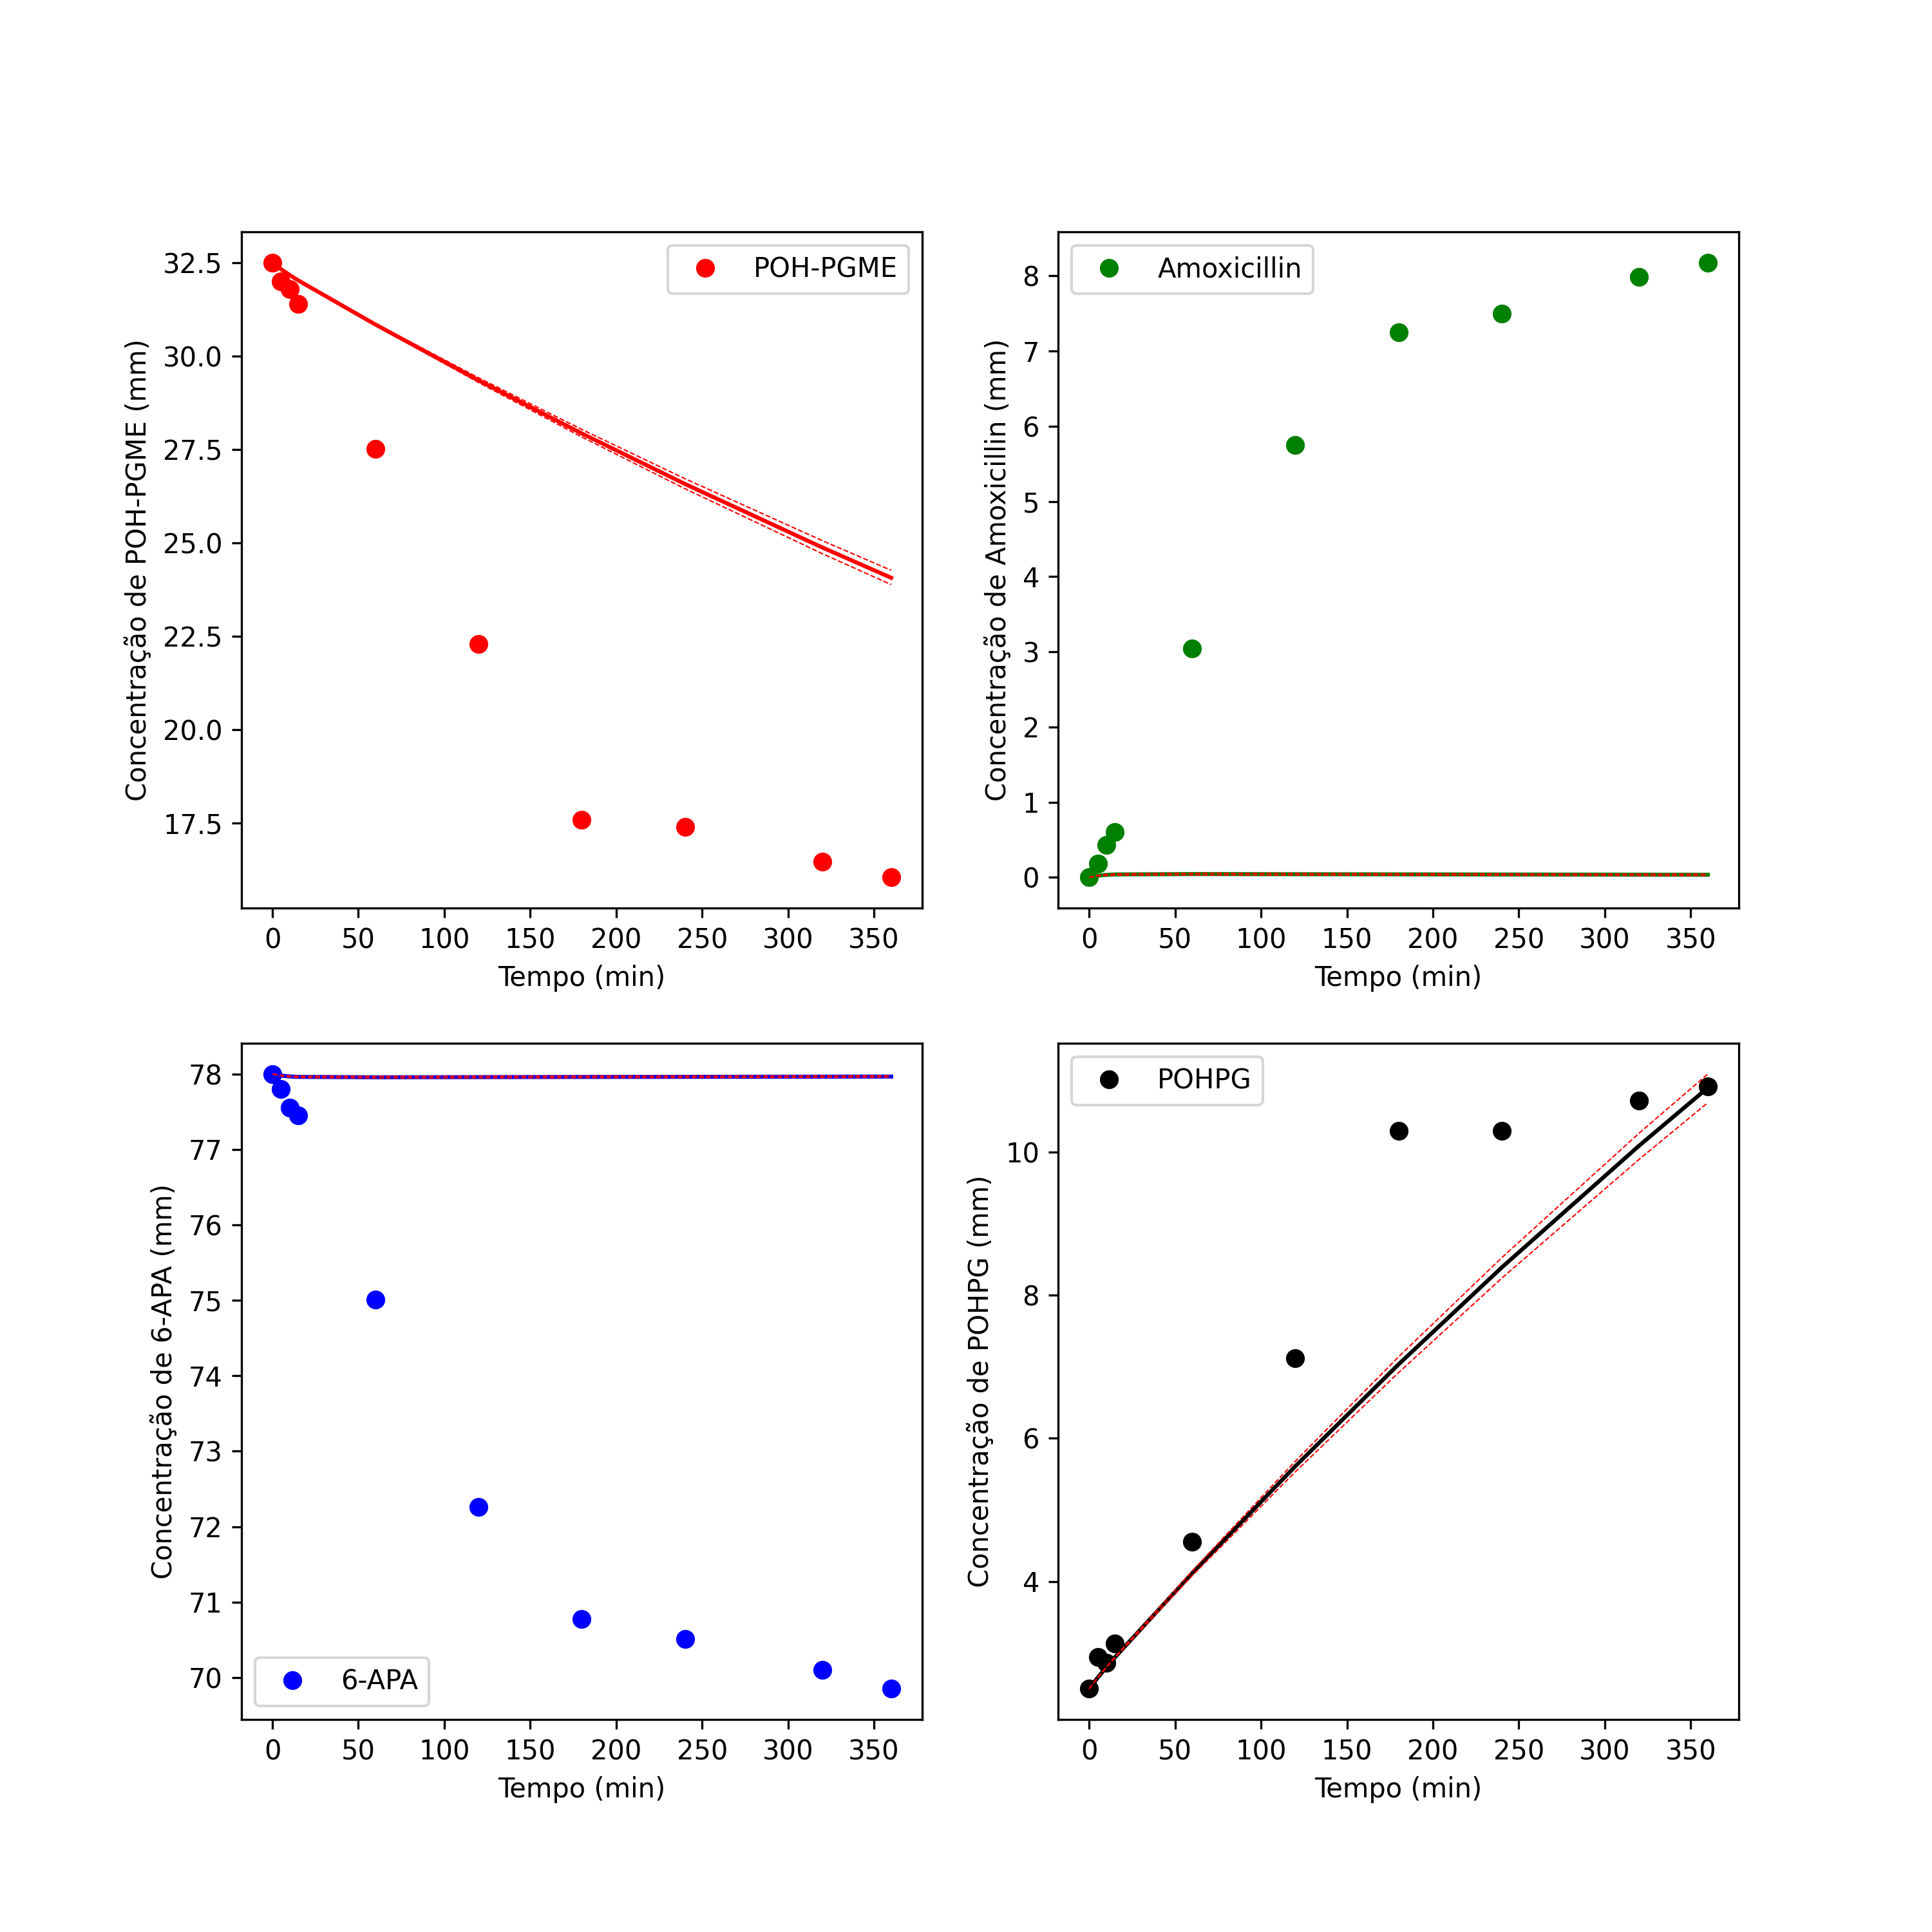 POH-PGME
32.5
30.0
27.5
25.0
22.5
20.0
17.5
Concentração de POH-PGME (mm)
0 50 100 150 200 250 300 350
Tempo (min)
Amoxicillin
8
7
6
5
4
3
2
1
0
Concentração de Amoxicillin (mm)
0 50 100 150 200 250 300 350
Tempo (min)
78
77
76
75
74
73
72
71
70
Concentração de 6-APA (mm)
6-APA
0 50 100 150 200 250 300 350
Tempo (min)
POHPG
10
8
6
4
Concentração de POHPG (mm)
0 50 100 150 200 250 300 350
Tempo (min)